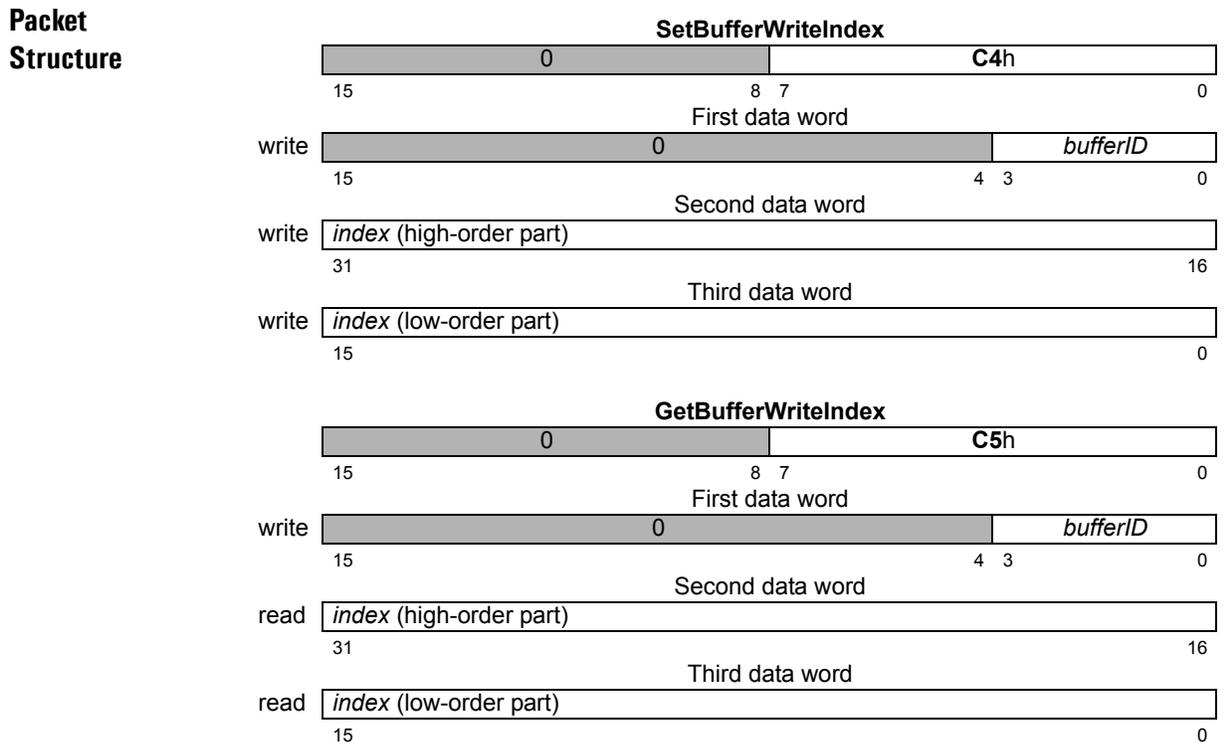 Packet
Structure
SetBufferWriteIndex
0 C4h
15 8 7 0
First data word
write 0 bufferID
15 4 3 0
Second data word
write index (high-order part)
31 16
Third data word
write index (low-order part)
15 0
GetBufferWriteIndex
0 C5h
15 8 7 0
First data word
write 0 bufferID
15 4 3 0
Second data word
read index (high-order part)
31 16
Third data word
read index (low-order part)
15 0